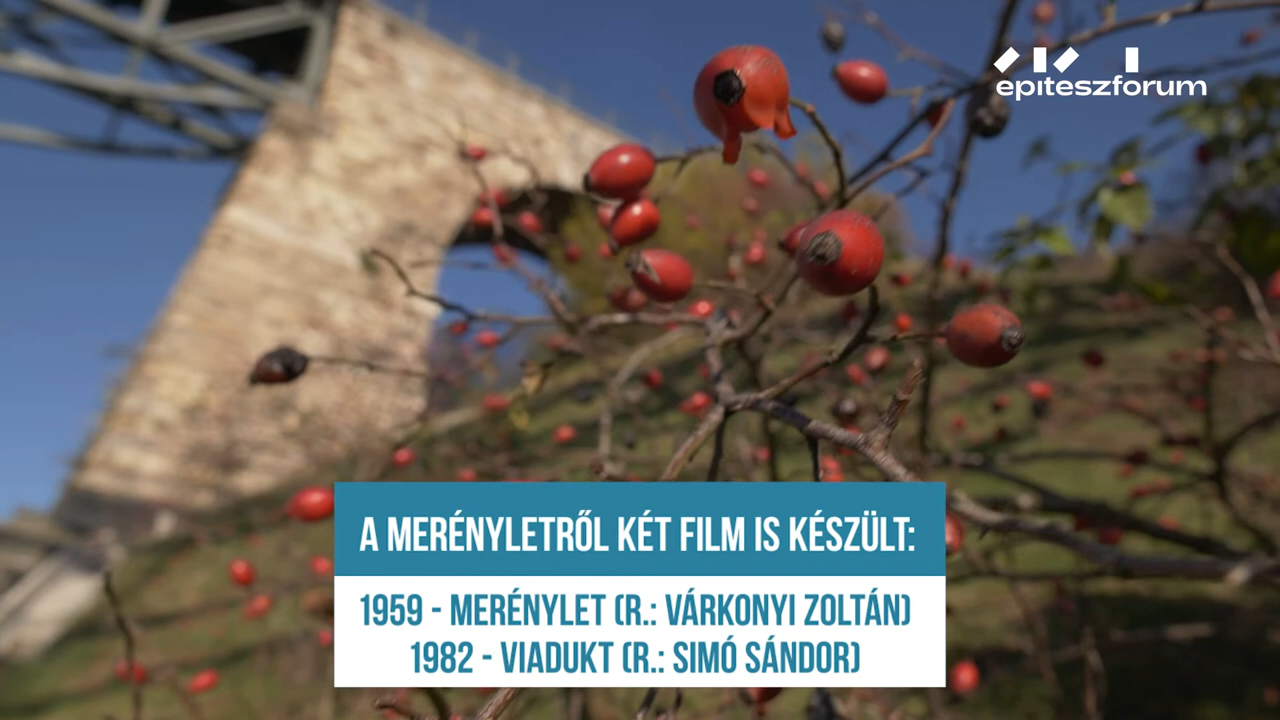 epiteszforum
A MERÉNYLETRŐL KÉT FILM IS KÉSZÜLT:
1959 - MERÉNYLET (R.: VÁRKONYI ZOLTÁN)
1982 - VIADUKT (R.: SIMÓ SÁNDOR)